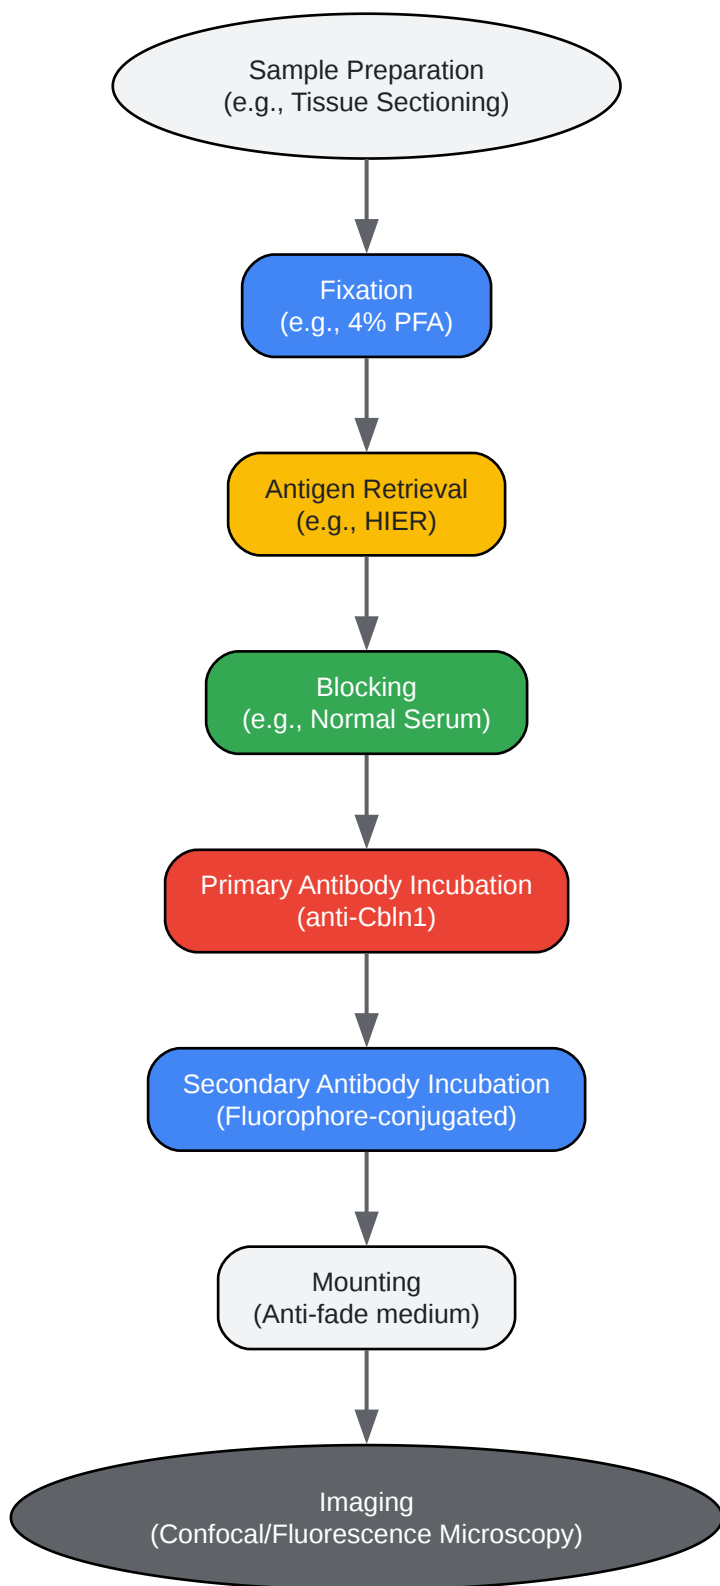 Sample Preparation
(e.g., Tissue Sectioning)
Fixation
(e.g., 4% PFA)
Antigen Retrieval
(e.g., HIER)
Blocking
(e.g., Normal Serum)
Primary Antibody Incubation
(anti-Cbln1)
Secondary Antibody Incubation
(Fluorophore-conjugated)
Mounting
(Anti-fade medium)
Imaging
(Confocal/Fluorescence Microscopy)